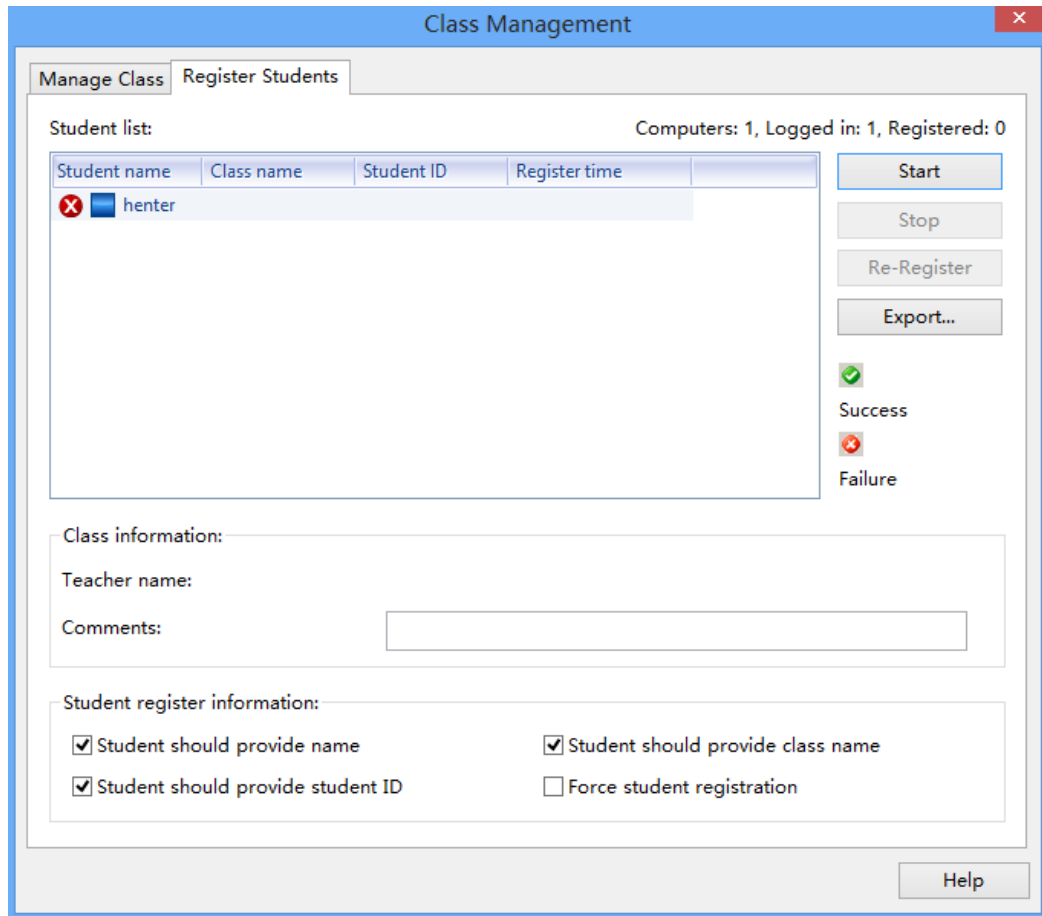 Class Management
Manage Class Register Students
Student list: Computers: 1, Logged in: 1, Registered: 0
Student name Class name Student ID Register time Start
henter
Stop
Re-Register
Export...
Success
Failure
Class information:
Teacher name:
Comments:
Student register information:
Student should provide name Student should provide class name
Student should provide student ID Force student registration
Help